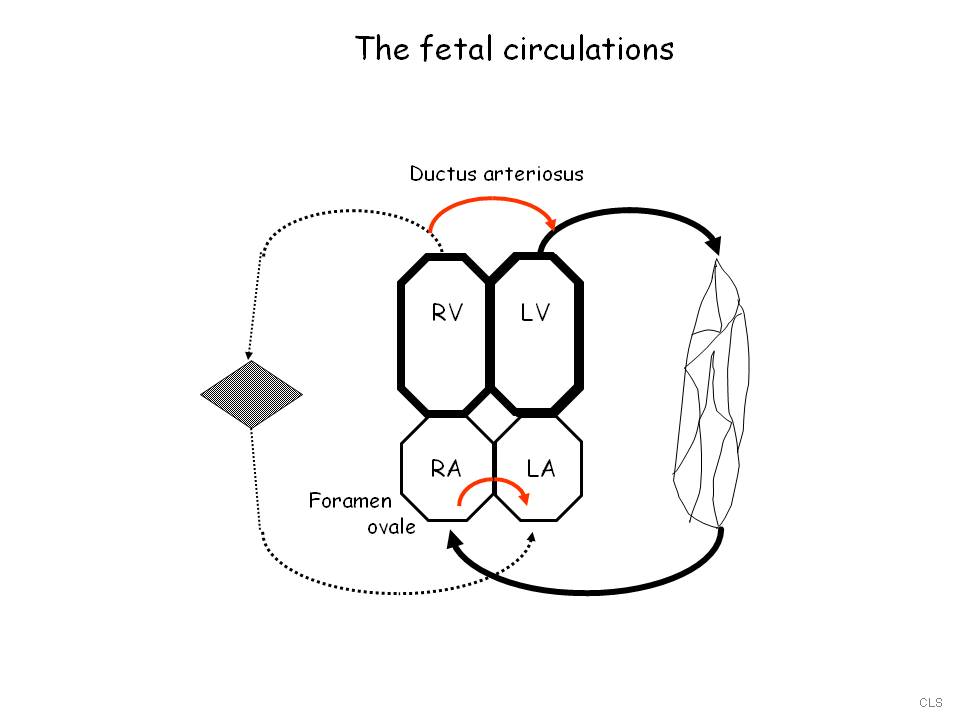 The fetal circulations
Ductus arteriosus
RV
LV
RA
LA
Foramen
ovale
CLS